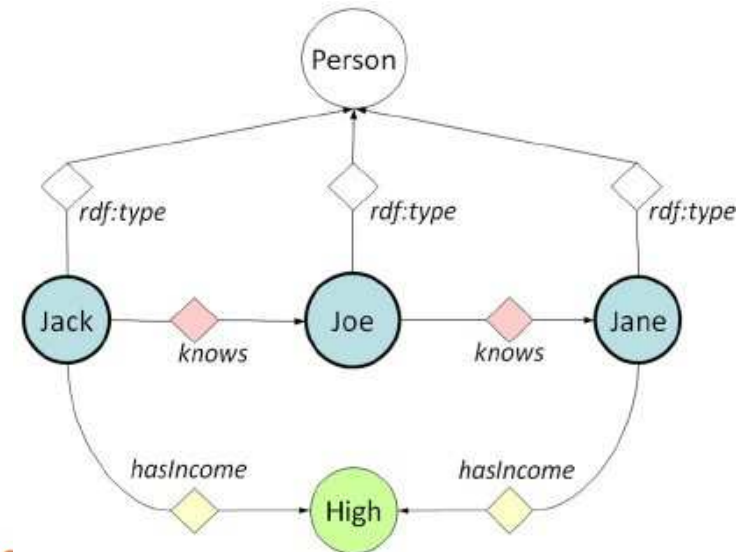 Person
rdf:type
rdf:type
rdf:type
Jack
Joe
Jane
knows
knows
hasIncome
hasIncome
High